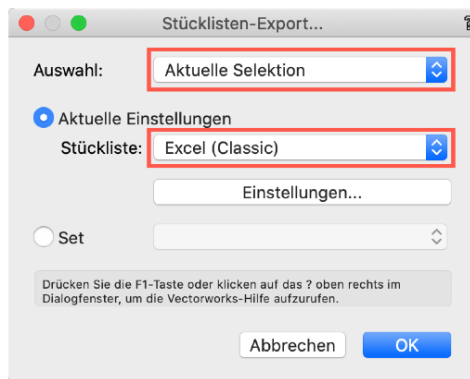 Stücklisten-Export...
Auswahl: Aktuelle Selektion
Aktuelle Einstellungen
Stückliste: Excel (Classic)
Einstellungen...
Set
Drücken Sie die F1-Taste oder klicken auf das ? oben rechts im
Dialogfenster, um die Vectorworks-Hilfe aufzurufen.
Abbrechen OK